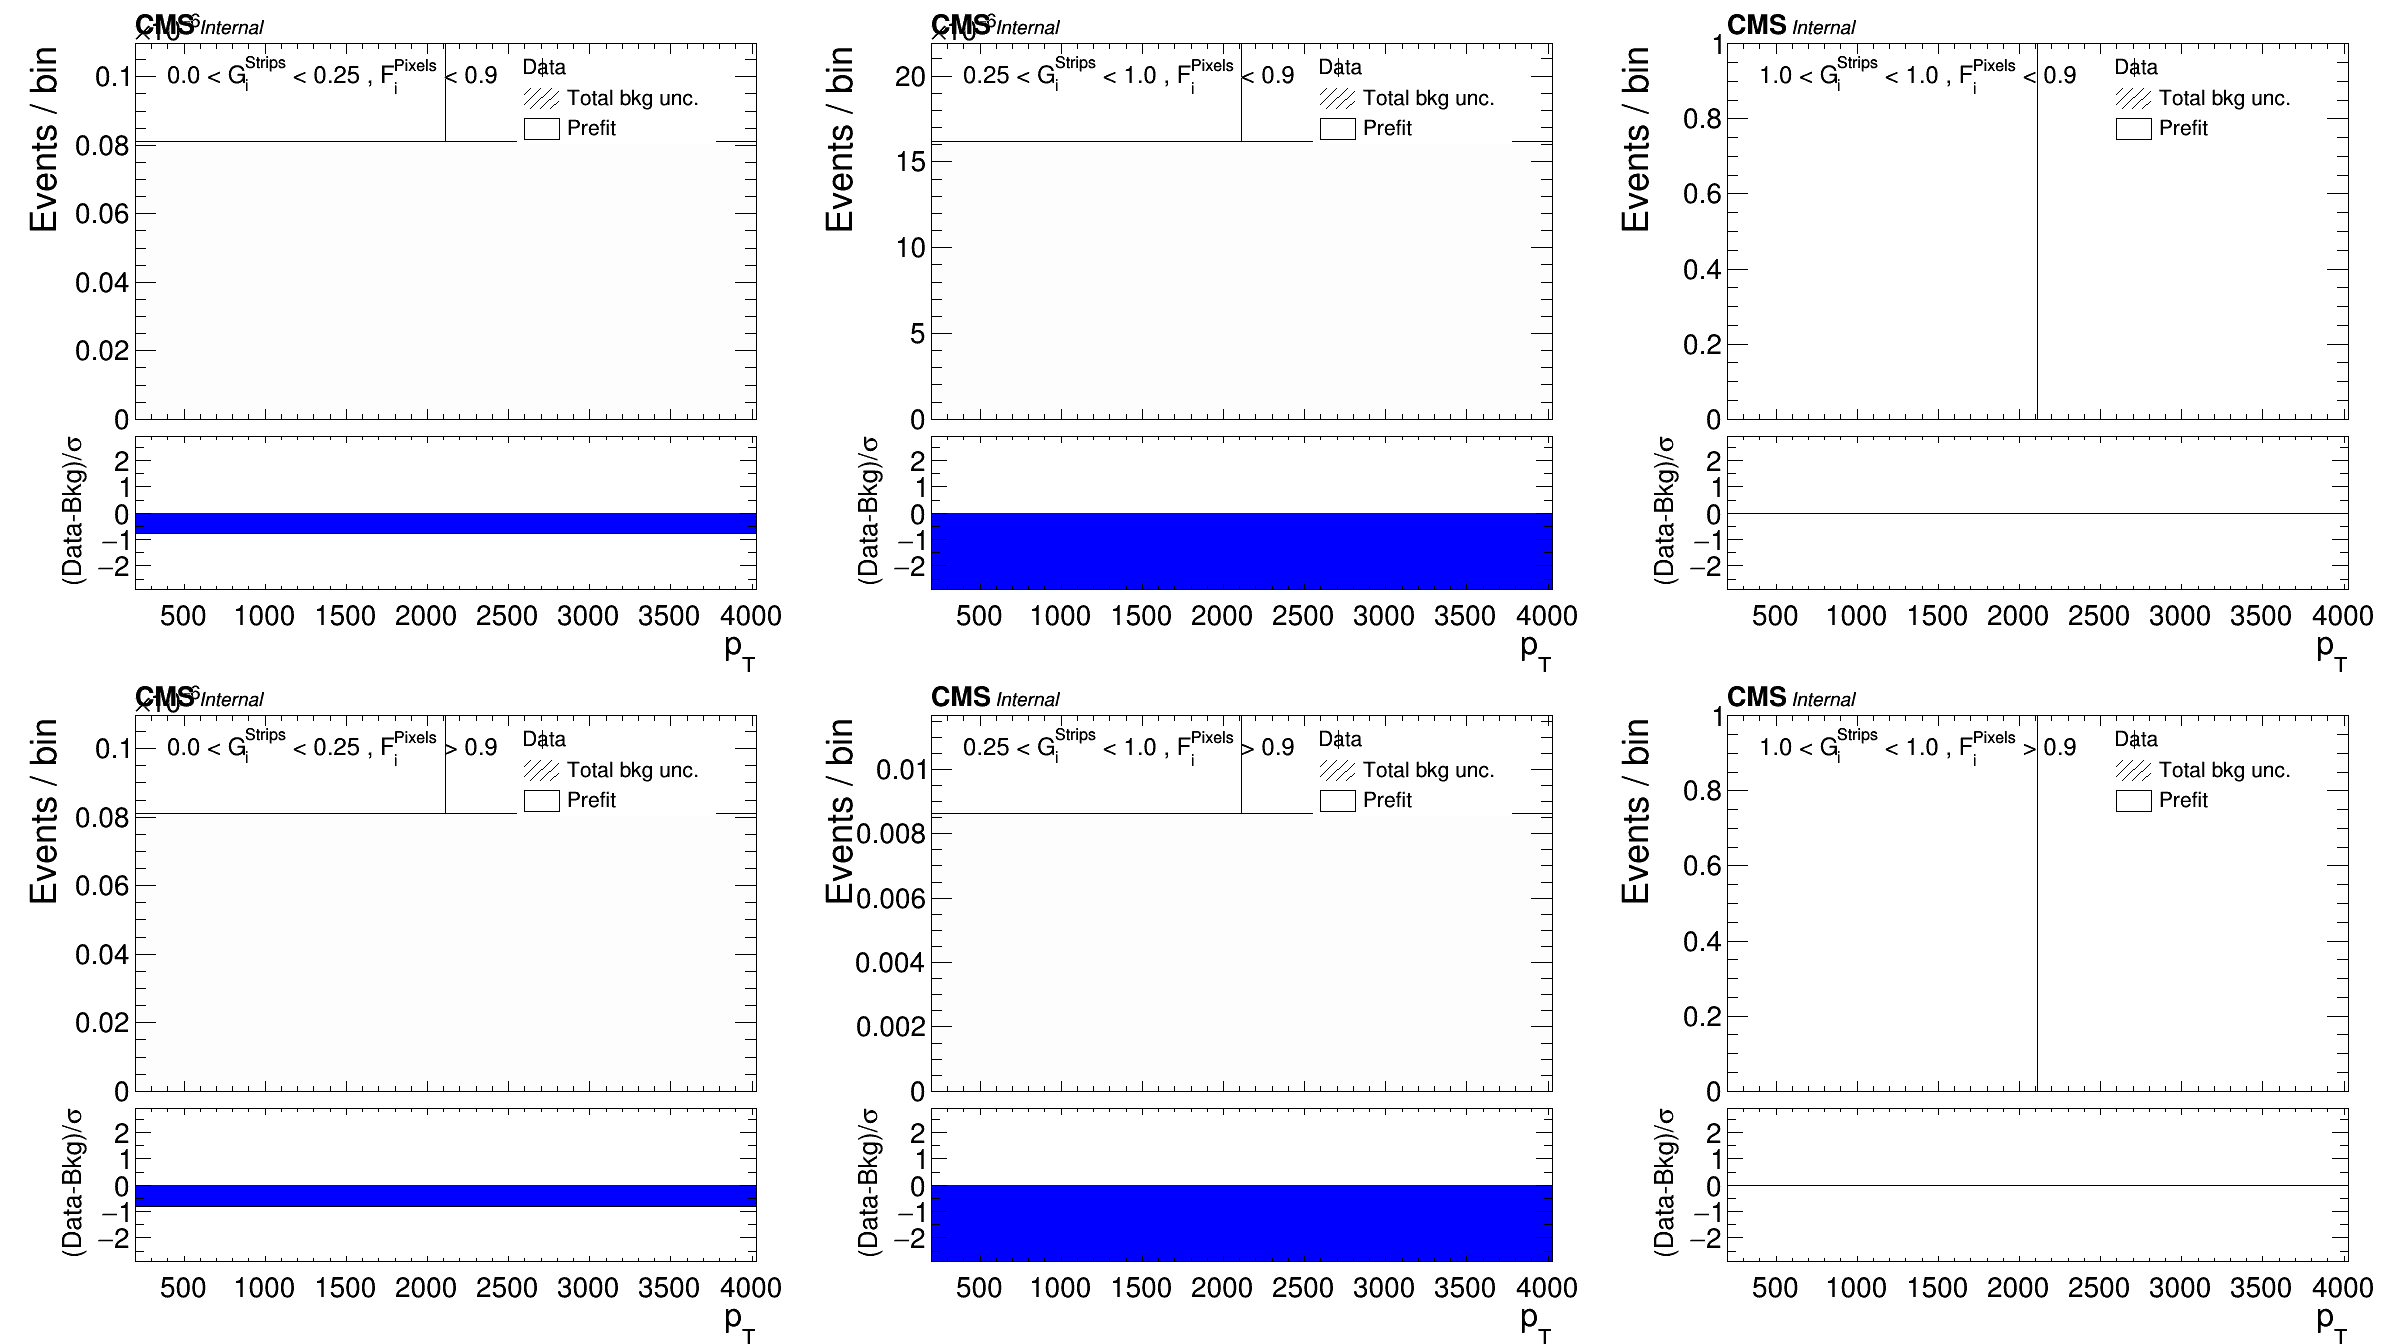 CMS Internal
×10⁻⁶
Events / bin
0.0 < G_i^Strips < 0.25 , F_i^Pixels < 0.9
Data
Total bkg unc.
Prefit
0.1
0.08
0.06
0.04
0.02
0
(Data-Bkg)/σ
2
1
0
−1
−2
500 1000 1500 2000 2500 3000 3500 4000
p_T
CMS Internal
×10⁻⁶
Events / bin
0.25 < G_i^Strips < 1.0 , F_i^Pixels < 0.9
Data
Total bkg unc.
Prefit
20
15
10
5
0
(Data-Bkg)/σ
2
1
0
−1
−2
500 1000 1500 2000 2500 3000 3500 4000
p_T
CMS Internal
Events / bin
1.0 < G_i^Strips < 1.0 , F_i^Pixels < 0.9
Data
Total bkg unc.
Prefit
1
0.8
0.6
0.4
0.2
0
(Data-Bkg)/σ
2
1
0
−1
−2
500 1000 1500 2000 2500 3000 3500 4000
p_T
CMS Internal
×10⁻⁶
Events / bin
0.0 < G_i^Strips < 0.25 , F_i^Pixels > 0.9
Data
Total bkg unc.
Prefit
0.1
0.08
0.06
0.04
0.02
0
(Data-Bkg)/σ
2
1
0
−1
−2
500 1000 1500 2000 2500 3000 3500 4000
p_T
CMS Internal
Events / bin
0.25 < G_i^Strips < 1.0 , F_i^Pixels > 0.9
Data
Total bkg unc.
Prefit
0.01
0.008
0.006
0.004
0.002
0
(Data-Bkg)/σ
2
1
0
−1
−2
500 1000 1500 2000 2500 3000 3500 4000
p_T
CMS Internal
Events / bin
1.0 < G_i^Strips < 1.0 , F_i^Pixels > 0.9
Data
Total bkg unc.
Prefit
1
0.8
0.6
0.4
0.2
0
(Data-Bkg)/σ
2
1
0
−1
−2
500 1000 1500 2000 2500 3000 3500 4000
p_T